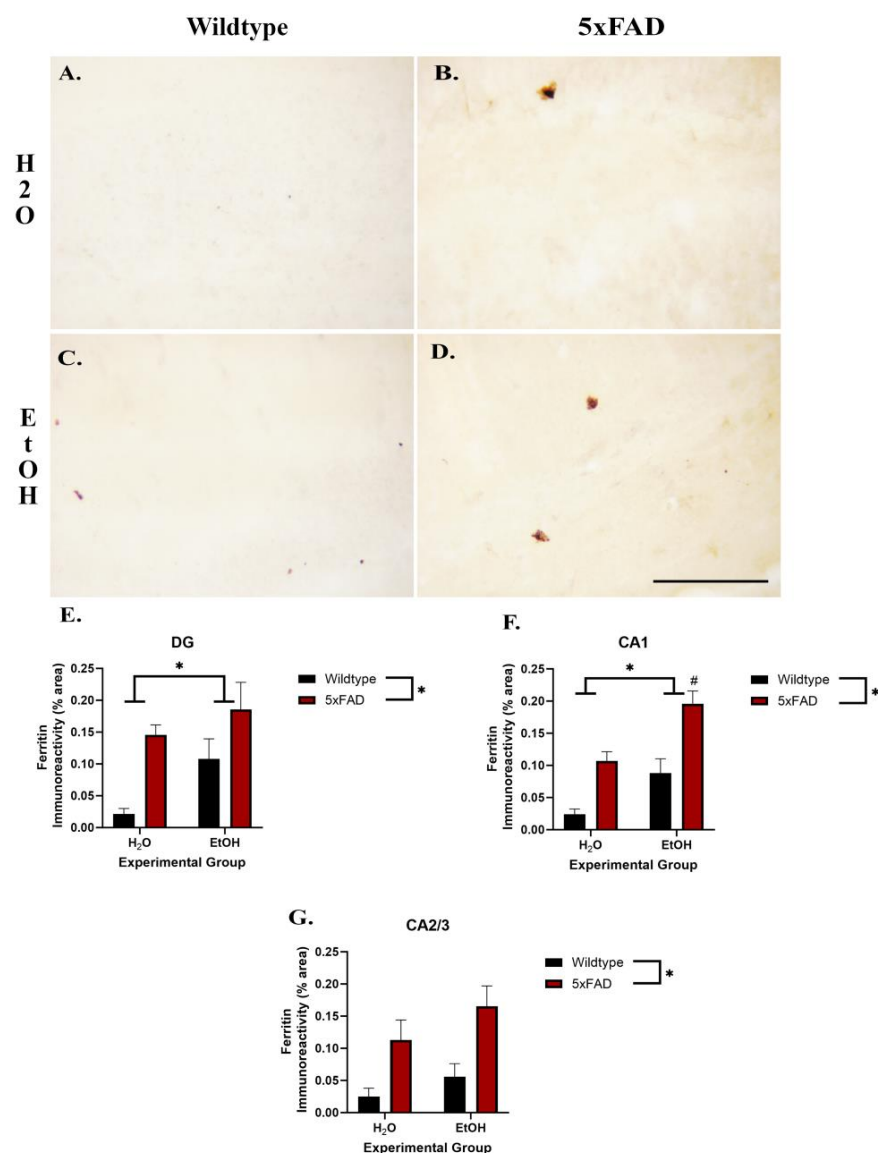 Wildtype 5xFAD
A. B.
H
2
O
C. D.
E
t
O
H
E.
DG
*
Wildtype
5xFAD
*
Ferritin
Immunoreactivity (% area)
0.25
0.20
0.15
0.10
0.05
0.00
H₂O EtOH
Experimental Group
F.
CA1
*
#
Wildtype
5xFAD
*
Ferritin
Immunoreactivity (% area)
0.25
0.20
0.15
0.10
0.05
0.00
H₂O EtOH
Experimental Group
G.
CA2/3
Wildtype
5xFAD
*
Ferritin
Immunoreactivity (% area)
0.25
0.20
0.15
0.10
0.05
0.00
H₂O EtOH
Experimental Group